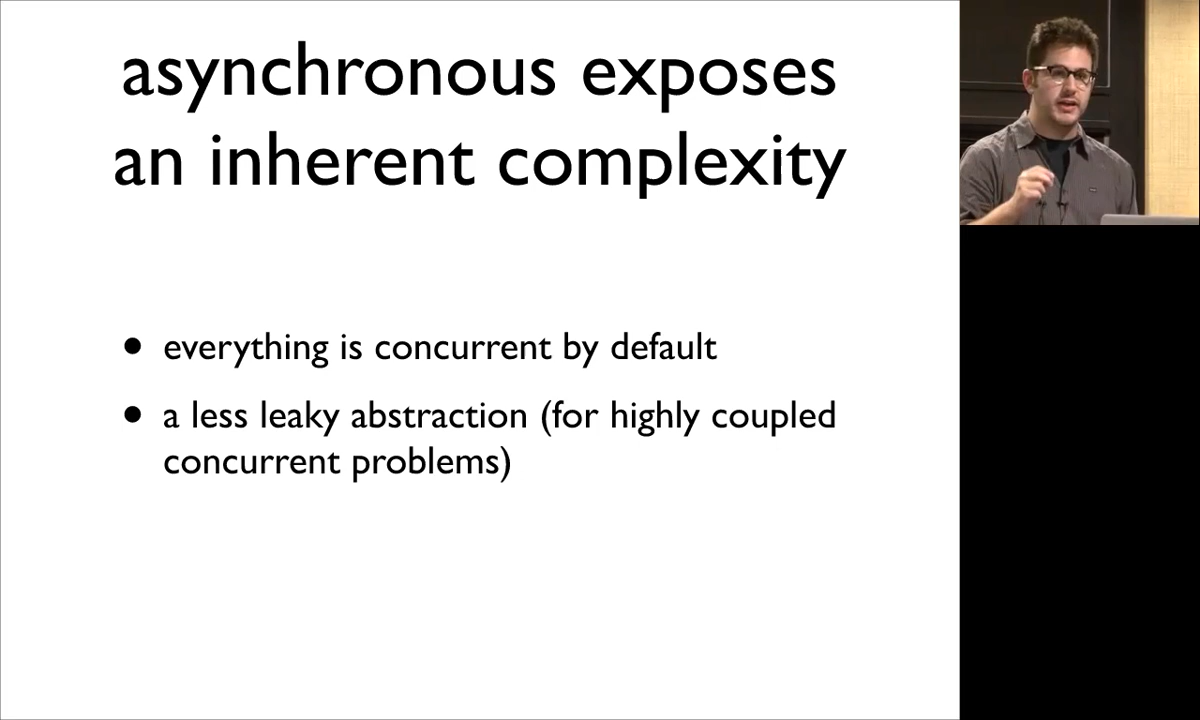 asynchronous exposes
an inherent complexity
• everything is concurrent by default
• a less leaky abstraction (for highly coupled
concurrent problems)